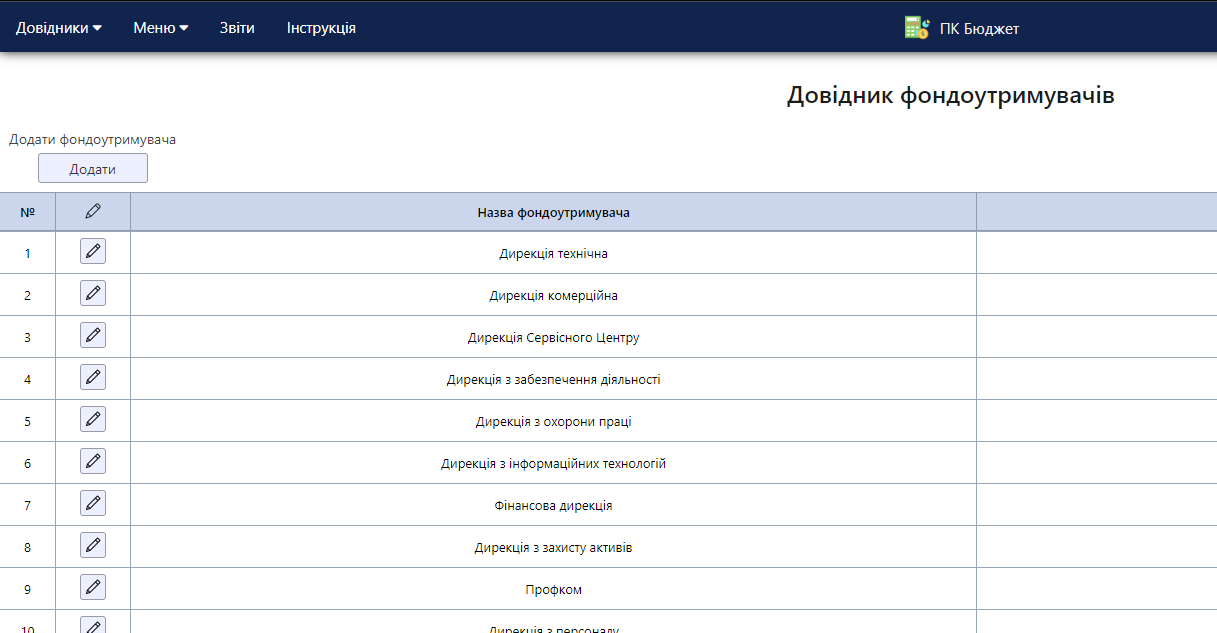 Довідники Меню Звіти Інструкція ПК Бюджет
Довідник фондоутримувачів
Додати фондоутримувача
Додати
№ Назва фондоутримувача
1 Дирекція технічна
2 Дирекція комерційна
3 Дирекція Сервісного Центру
4 Дирекція з забезпечення діяльності
5 Дирекція з охорони праці
6 Дирекція з інформаційних технологій
7 Фінансова дирекція
8 Дирекція з захисту активів
9 Профком
10 Дирекція з персоналу